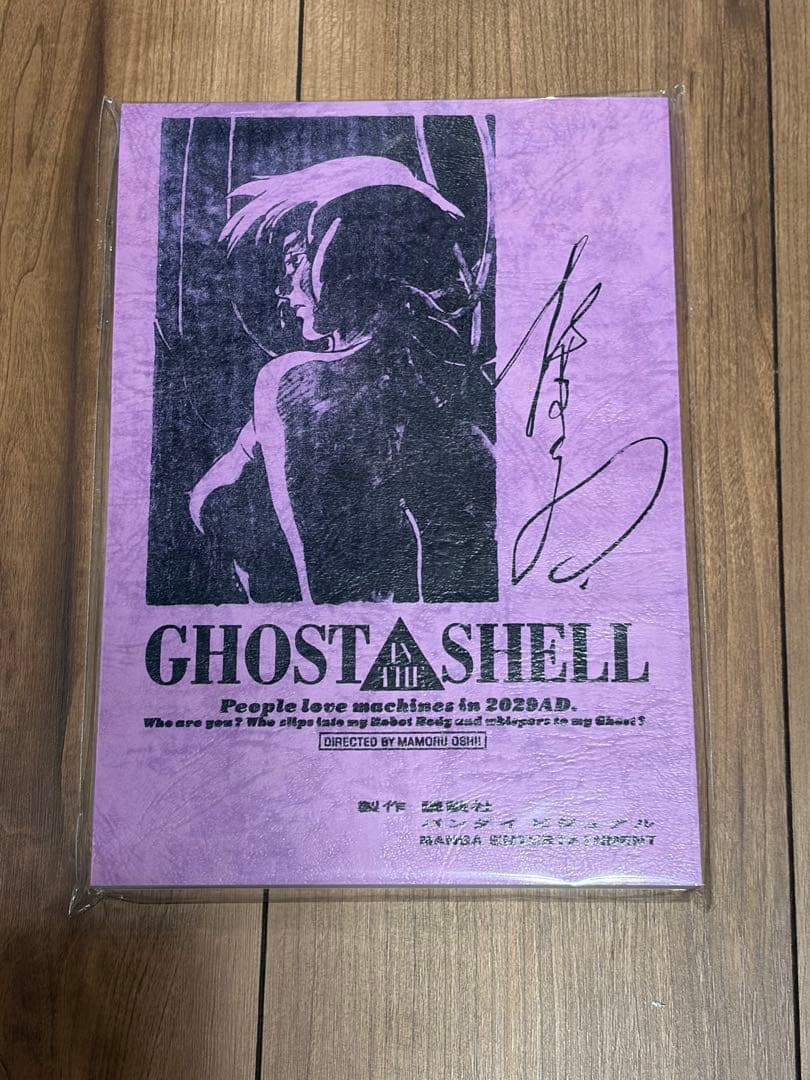 GHOST IN THE SHELL
People love machines in 2029AD.
Who are you? Who slips into my Robot Body and whispers to my Ghost?
DIRECTED BY MAMORU OSHII
製作 講談社
バンダイビジュアル
MANGA ENTERTAINMENT